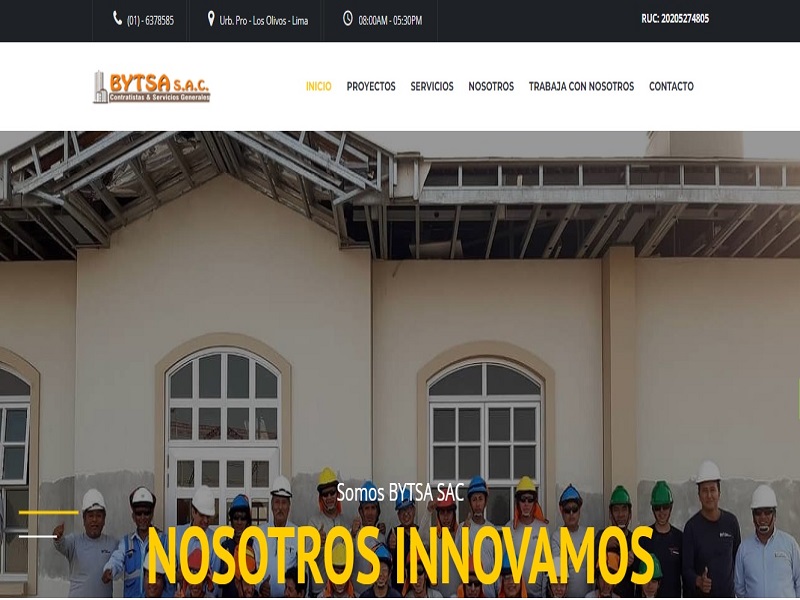 (01) - 6378585
Urb. Pro - Los Olivos - Lima
08:00AM - 05:30PM
RUC: 20205274805
BYTSA S.A.C.
Contratistas & Servicios Generales
INICIO
PROYECTOS
SERVICIOS
NOSOTROS
TRABAJA CON NOSOTROS
CONTACTO
Somos BYTSA SAC
NOSOTROS INNOVAMOS